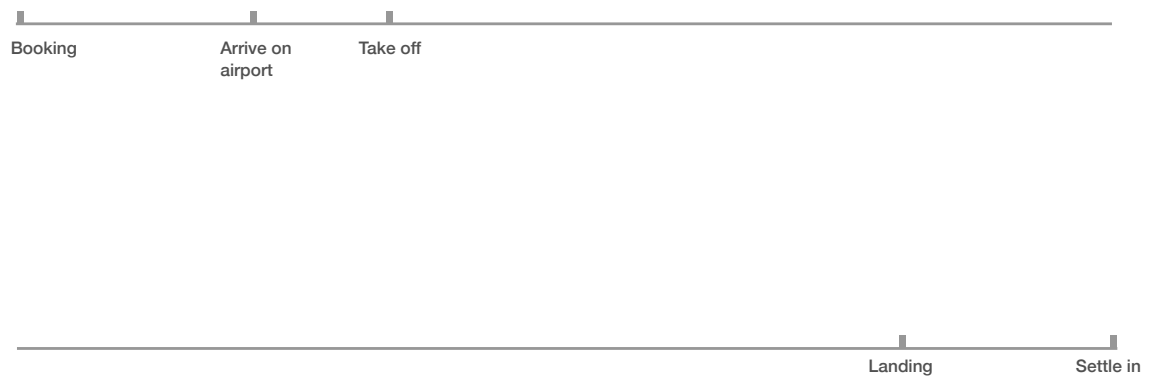 Booking
Arrive on
airport
Take off
Landing
Settle in